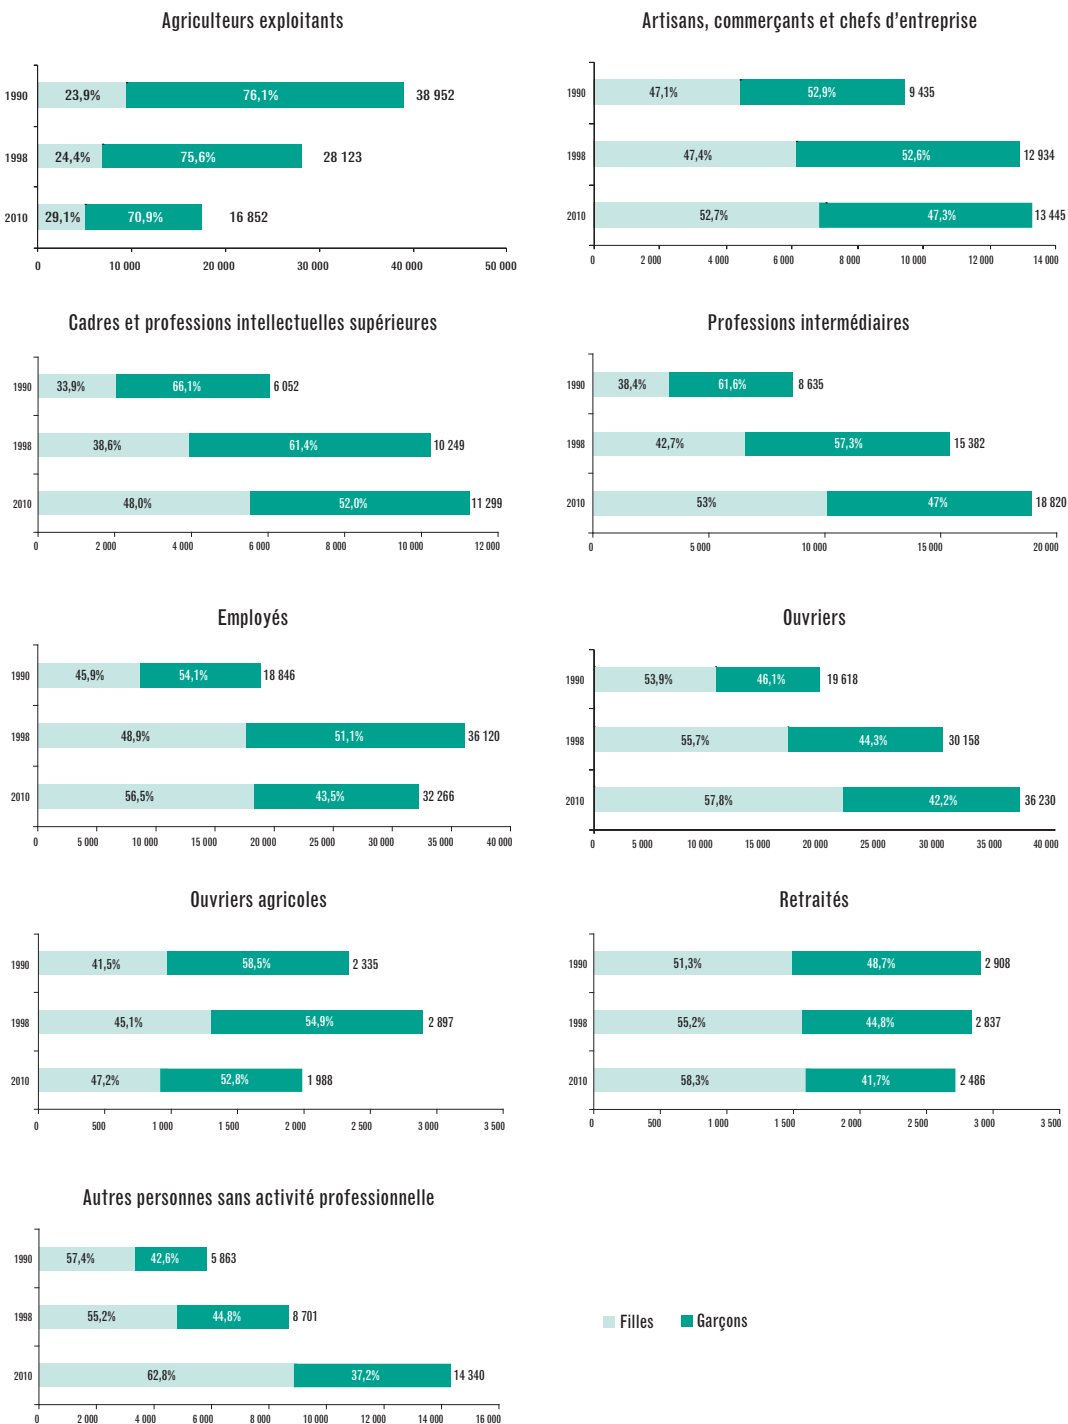 Agriculteurs exploitants
1990 23,9% 76,1% 38 952
1998 24,4% 75,6% 28 123
2010 29,1% 70,9% 16 852
0 10 000 20 000 30 000 40 000 50 000
Artisans, commerçants et chefs d'entreprise
1990 47,1% 52,9% 9 435
1998 47,4% 52,6% 12 934
2010 52,7% 47,3% 13 445
0 2 000 4 000 6 000 8 000 10 000 12 000 14 000
Cadres et professions intellectuelles supérieures
1990 33,9% 66,1% 6 052
1998 38,6% 61,4% 10 249
2010 48,0% 52,0% 11 299
0 2 000 4 000 6 000 8 000 10 000 12 000
Professions intermédiaires
1990 38,4% 61,6% 8 635
1998 42,7% 57,3% 15 382
2010 53% 47% 18 820
0 5 000 10 000 15 000 20 000
Employés
1990 45,9% 54,1% 18 846
1998 48,9% 51,1% 36 120
2010 56,5% 43,5% 32 266
0 5 000 10 000 15 000 20 000 25 000 30 000 35 000 40 000
Ouvriers
1990 53,9% 46,1% 19 618
1998 55,7% 44,3% 30 158
2010 57,8% 42,2% 36 230
0 5 000 10 000 15 000 20 000 25 000 30 000 35 000 40 000
Ouvriers agricoles
1990 41,5% 58,5% 2 335
1998 45,1% 54,9% 2 897
2010 47,2% 52,8% 1 988
0 500 1 000 1 500 2 000 2 500 3 000 3 500
Retraités
1990 51,3% 48,7% 2 908
1998 55,2% 44,8% 2 837
2010 58,3% 41,7% 2 486
0 500 1 000 1 500 2 000 2 500 3 000 3 500
Autres personnes sans activité professionnelle
1990 57,4% 42,6% 5 863
1998 55,2% 44,8% 8 701
2010 62,8% 37,2% 14 340
0 2 000 4 000 6 000 8 000 10 000 12 000 14 000 16 000
Filles Garçons